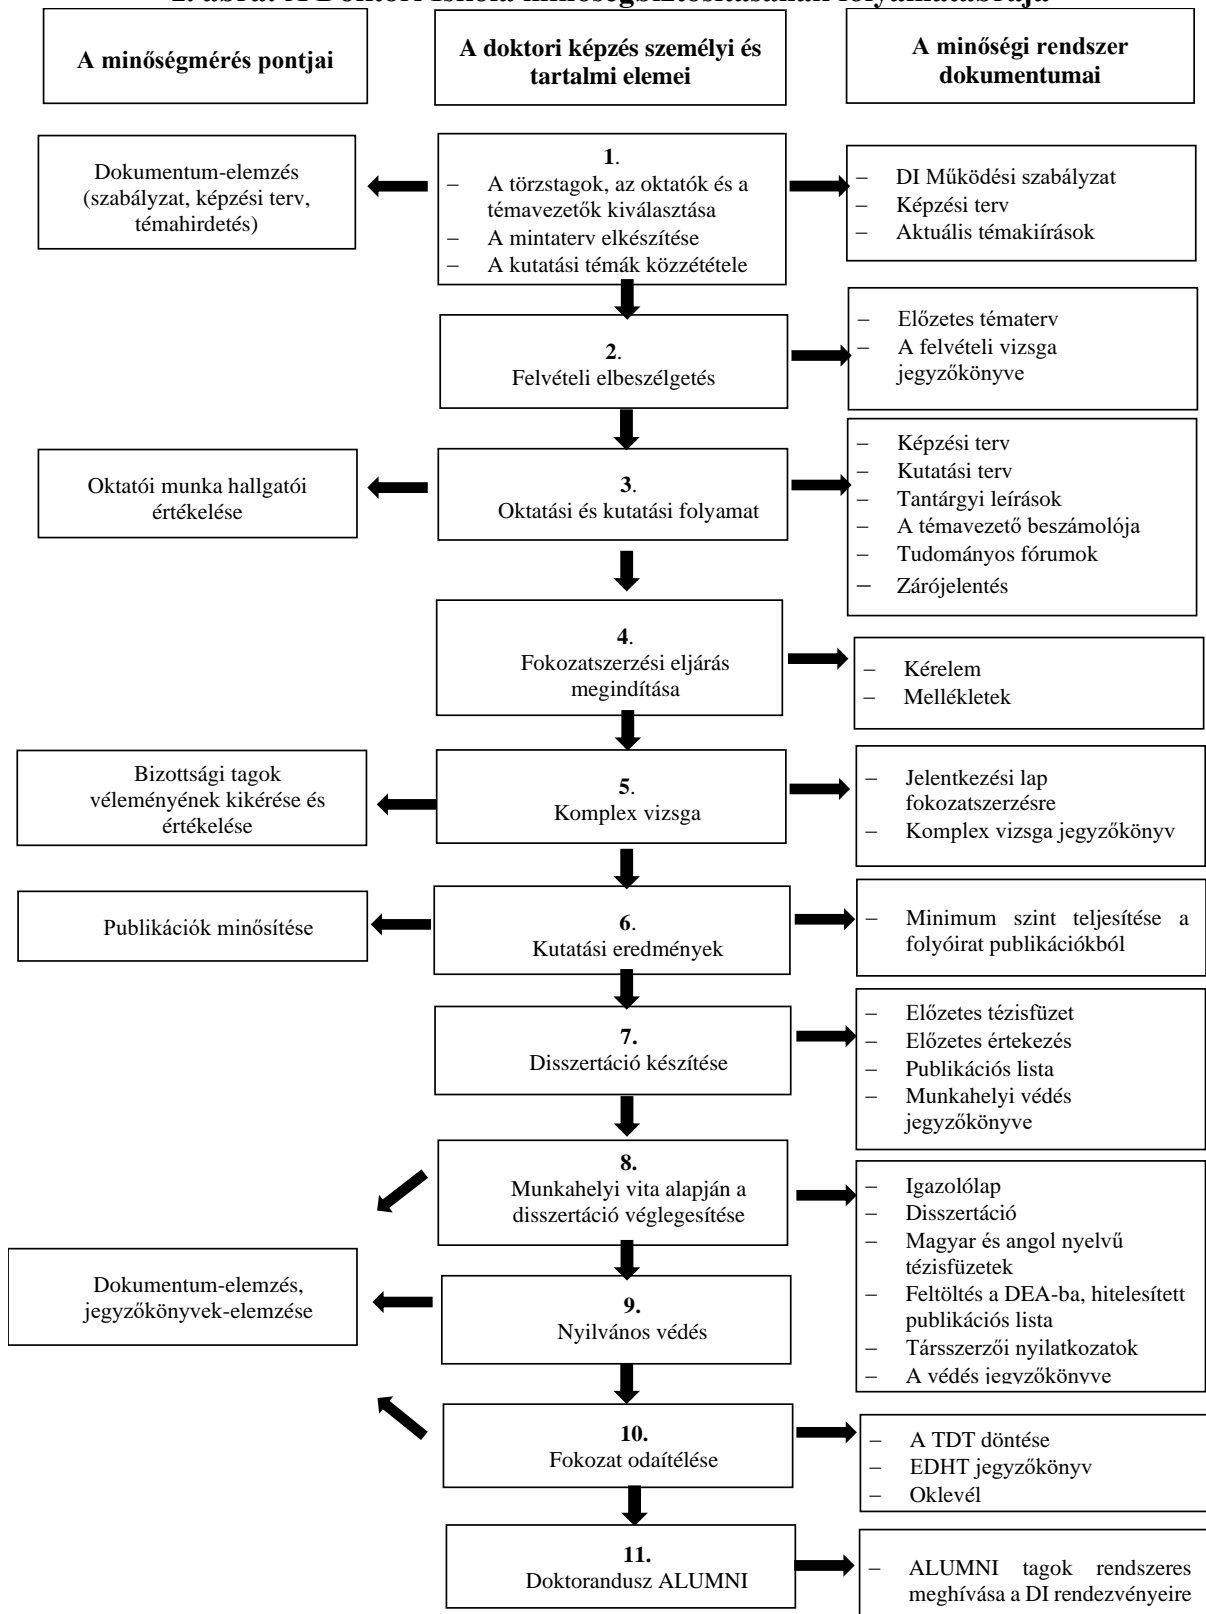 A minőségmérés pontjai
A doktori képzés személyi és
tartalmi elemei
A minőségi rendszer
dokumentumai
Dokumentum-elemzés
(szabályzat, képzési terv,
témahirdetés)
1.
– A törzstagok, az oktatók és a
témavezetők kiválasztása
– A mintaterv elkészítése
– A kutatási témák közzététele
– DI Működési szabályzat
– Képzési terv
– Aktuális témakiírások
2.
Felvételi elbeszélgetés
– Előzetes tématerv
– A felvételi vizsga
jegyzőkönyve
Oktatói munka hallgatói
értékelése
3.
Oktatási és kutatási folyamat
– Képzési terv
– Kutatási terv
– Tantárgyi leírások
– A témavezető beszámolója
– Tudományos fórumok
– Zárójelentés
4.
Fokozatszerzési eljárás
megindítása
– Kérelem
– Mellékletek
Bizottsági tagok
véleményének kikérése és
értékelése
5.
Komplex vizsga
– Jelentkezési lap
fokozatszerzésre
– Komplex vizsga jegyzőkönyv
Publikációk minősítése
6.
Kutatási eredmények
– Minimum szint teljesítése a
folyóirat publikációkból
7.
Disszertáció készítése
– Előzetes tézisfüzet
– Előzetes értekezés
– Publikációs lista
– Munkahelyi védés
jegyzőkönyve
8.
Munkahelyi vita alapján a
disszertáció véglegesítése
– Igazolólap
– Disszertáció
– Magyar és angol nyelvű
tézisfüzetek
– Feltöltés a DEA-ba, hitelesített
publikációs lista
– Társszerzői nyilatkozatok
– A védés jegyzőkönyve
Dokumentum-elemzés,
jegyzőkönyvek-elemzése
9.
Nyilvános védés
10.
Fokozat odaítélése
– A TDT döntése
– EDHT jegyzőkönyv
– Oklevél
11.
Doktorandusz ALUMNI
– ALUMNI tagok rendszeres
meghívása a DI rendezvényeire